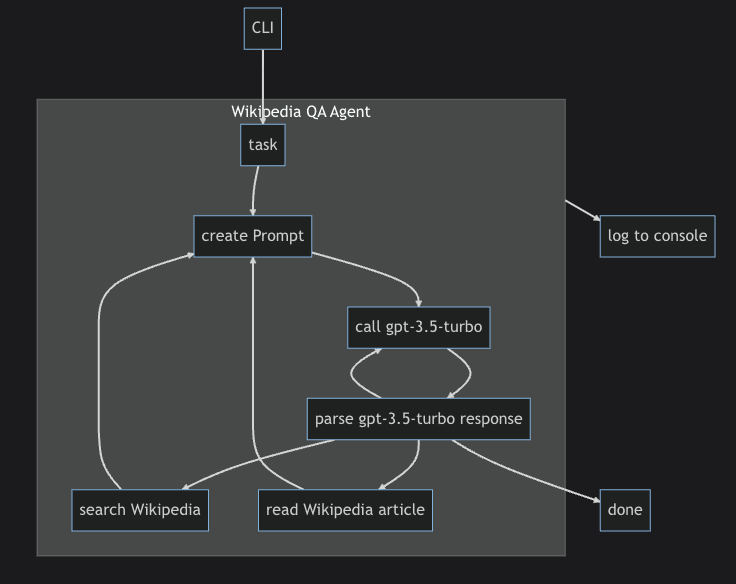 CLI
Wikipedia QA Agent
task
create Prompt
log to console
call gpt-3.5-turbo
parse gpt-3.5-turbo response
search Wikipedia
read Wikipedia article
done